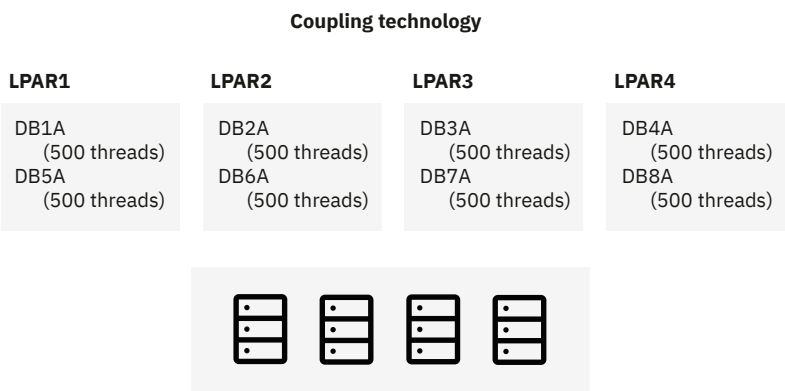 Coupling technology
LPAR1
DB1A
(500 threads)
DB5A
(500 threads)
LPAR2
DB2A
(500 threads)
DB6A
(500 threads)
LPAR3
DB3A
(500 threads)
DB7A
(500 threads)
LPAR4
DB4A
(500 threads)
DB8A
(500 threads)